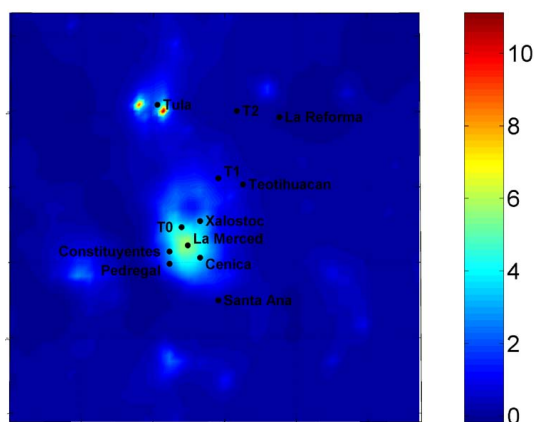 10
Tula
T2
La Reforma
8
T1
Teotihuacan
6
T0
Xalostoc
La Merced
Constituyentes
Cenica
Pedregal
4
Santa Ana
2
0